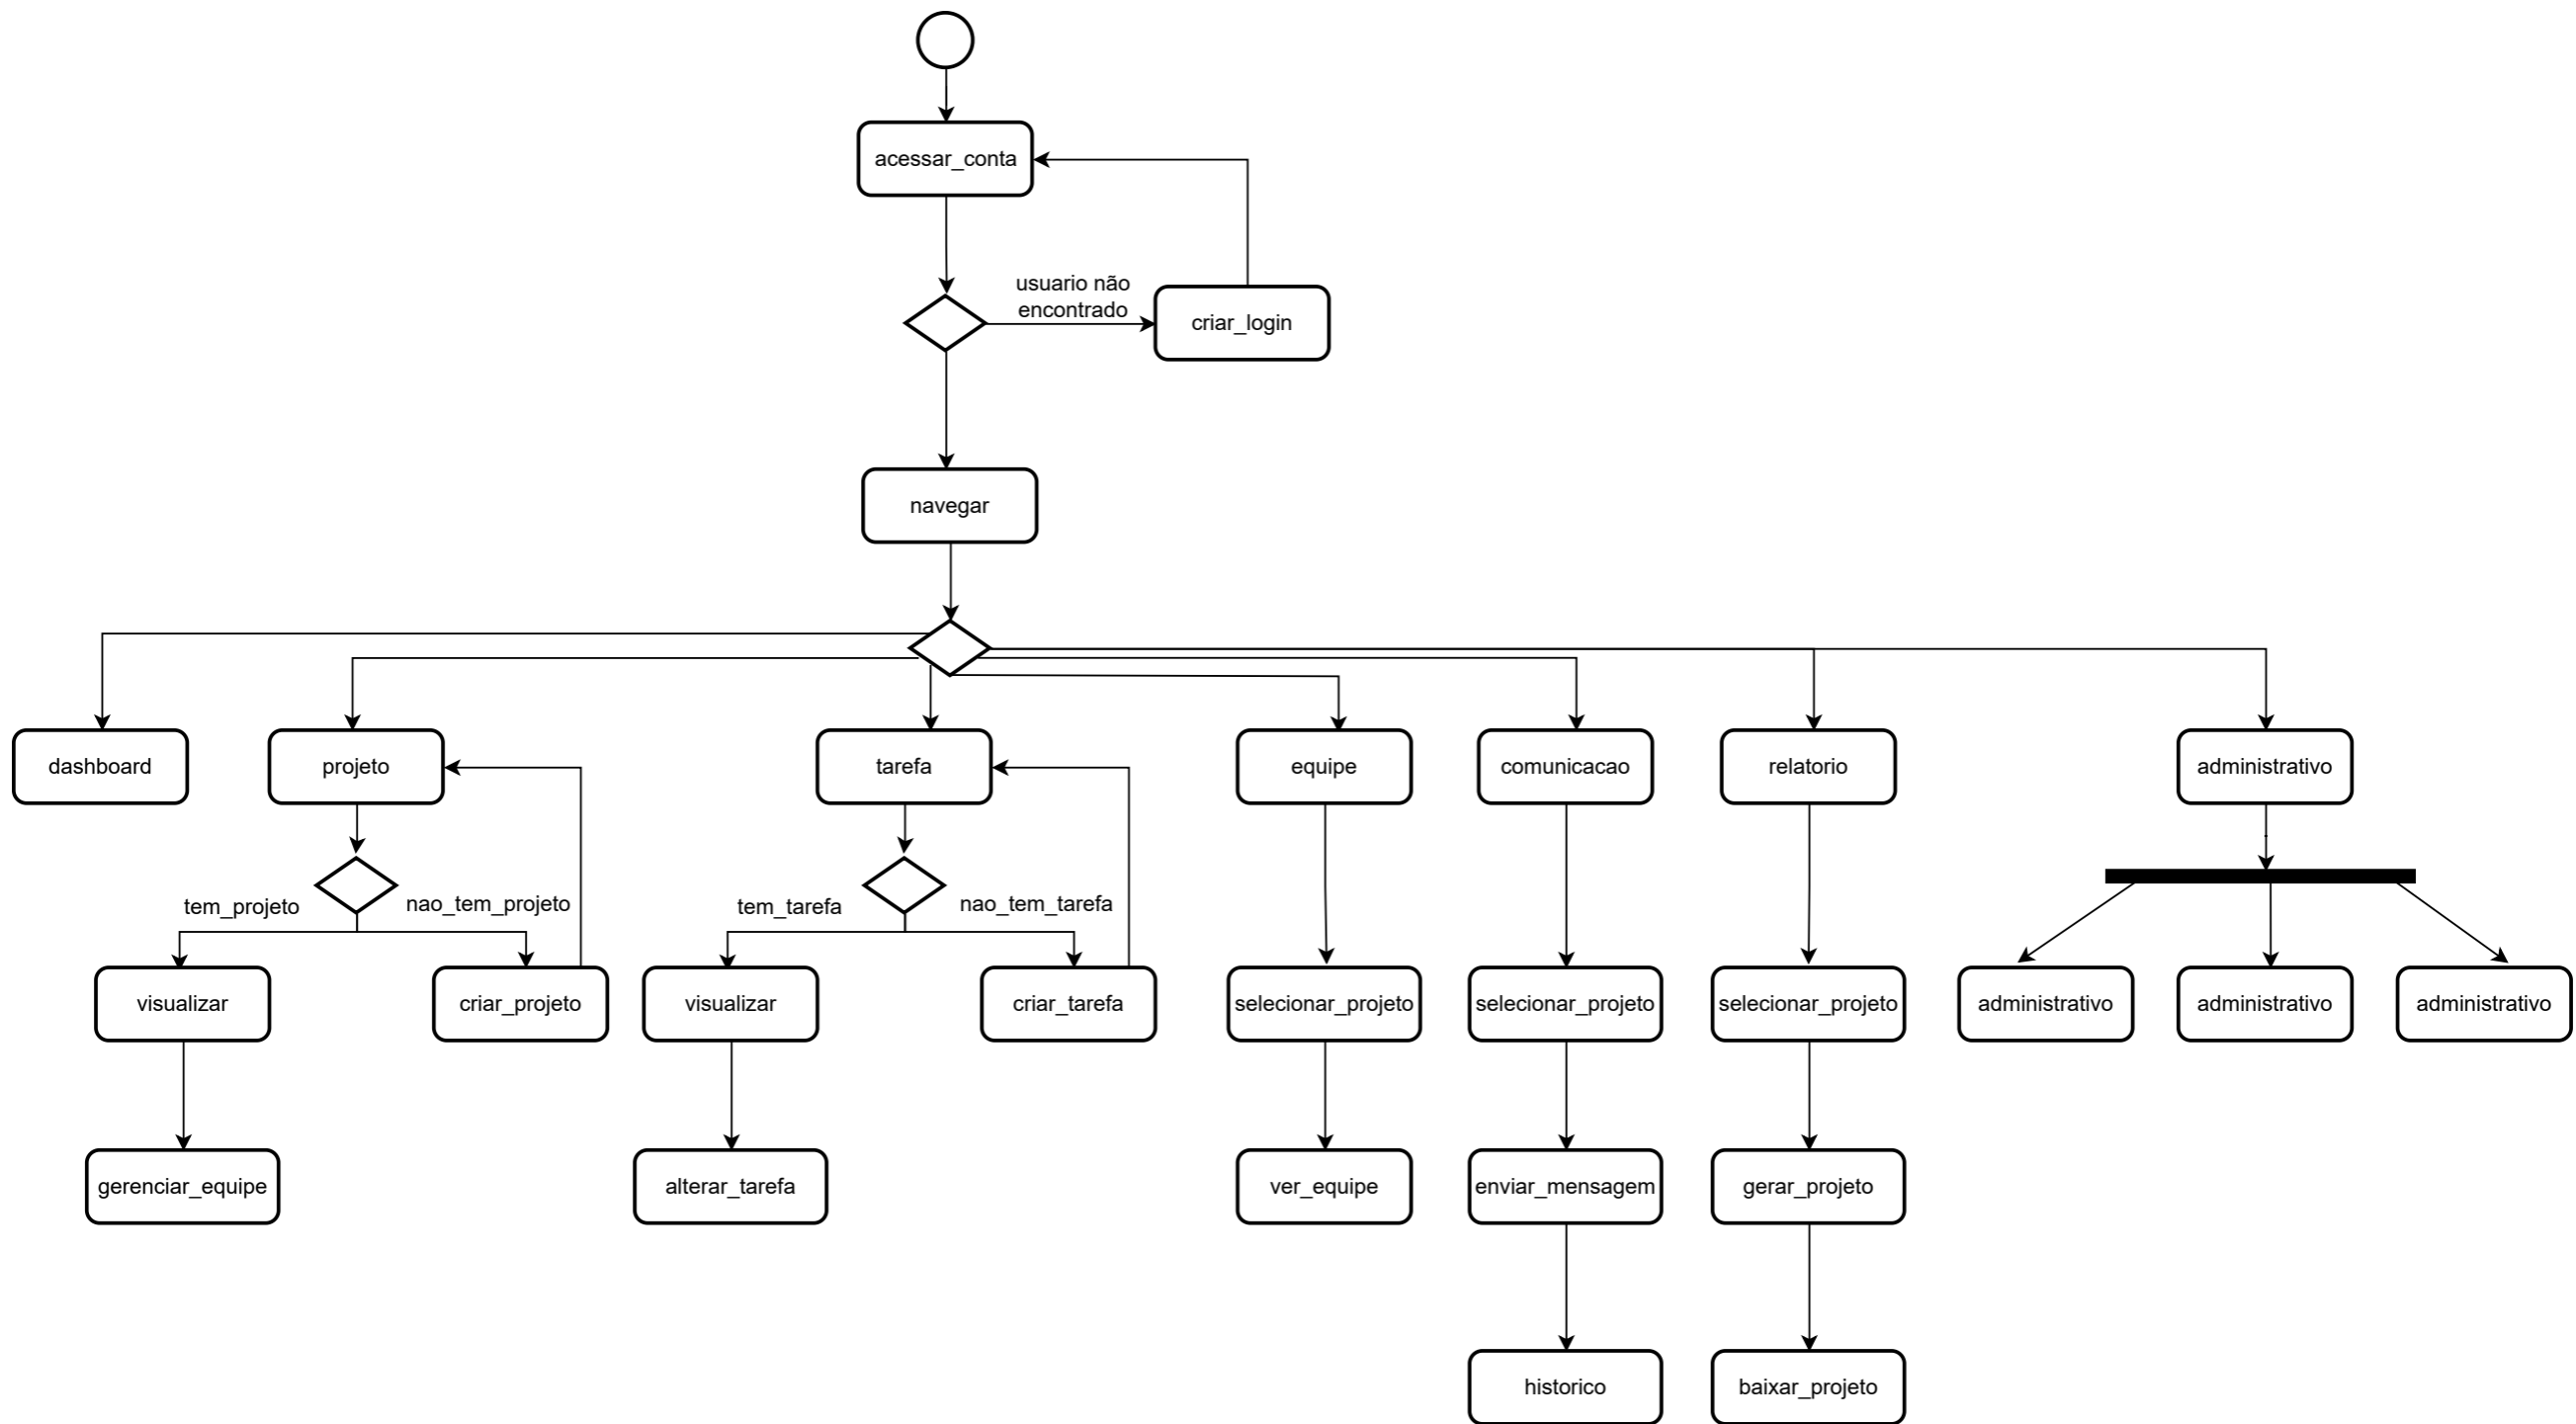 acessar_conta
usuario não
encontrado
criar_login
navegar
dashboard
projeto
tarefa
equipe
comunicacao
relatorio
administrativo
tem_projeto
nao_tem_projeto
tem_tarefa
nao_tem_tarefa
visualizar
criar_projeto
visualizar
criar_tarefa
selecionar_projeto
selecionar_projeto
selecionar_projeto
administrativo
administrativo
administrativo
gerenciar_equipe
alterar_tarefa
ver_equipe
enviar_mensagem
gerar_projeto
historico
baixar_projeto